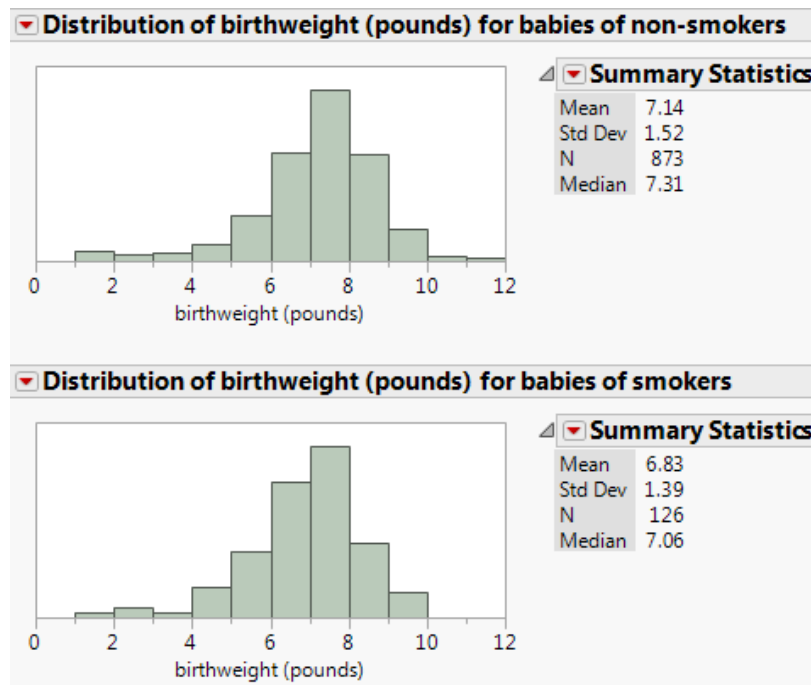 Distribution of birthweight (pounds) for babies of non-smokers
Summary Statistics
Mean 7.14
Std Dev 1.52
N 873
Median 7.31
0 2 4 6 8 10 12
birthweight (pounds)
Distribution of birthweight (pounds) for babies of smokers
Summary Statistics
Mean 6.83
Std Dev 1.39
N 126
Median 7.06
0 2 4 6 8 10 12
birthweight (pounds)